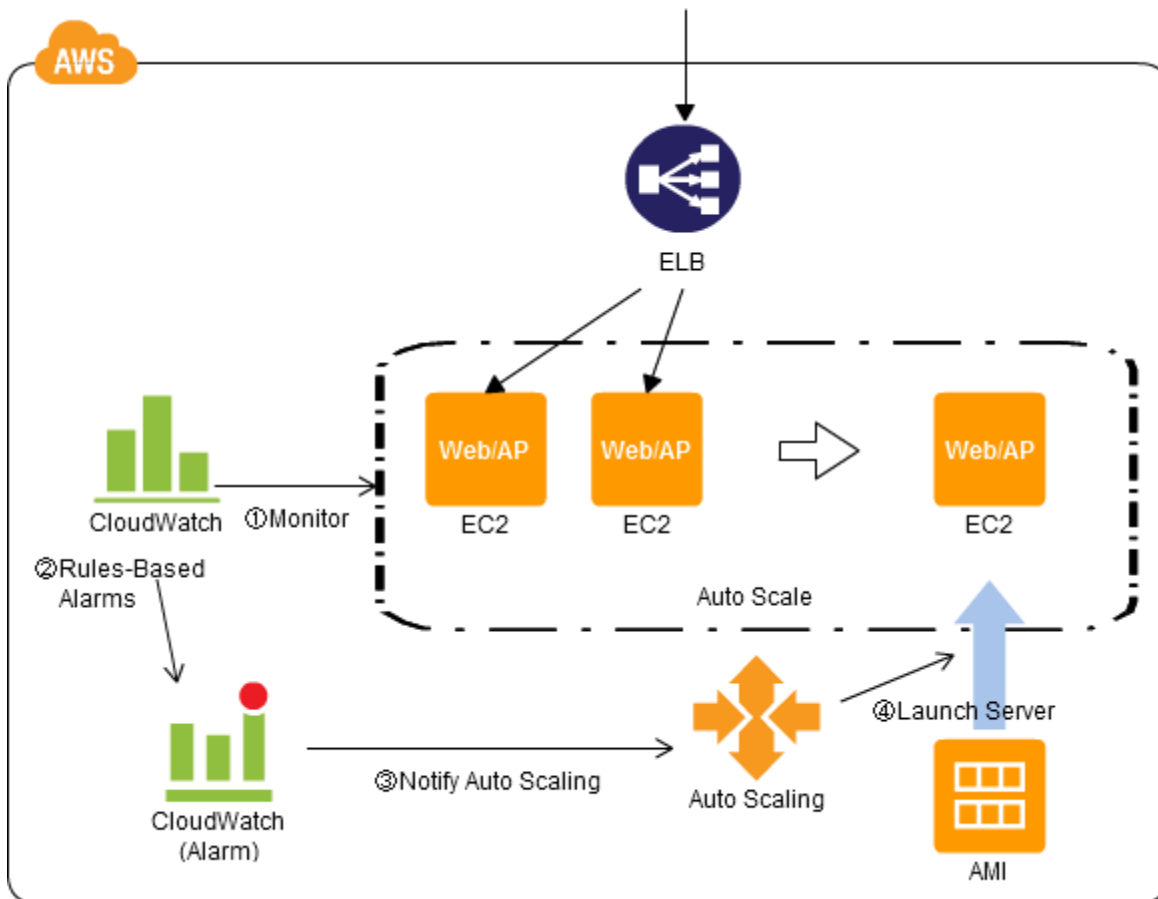 AWS
ELB
Web/AP
Web/AP
Web/AP
EC2
EC2
EC2
CloudWatch
①Monitor
②Rules-Based
Alarms
Auto Scale
④Launch Server
③Notify Auto Scaling
Auto Scaling
CloudWatch
(Alarm)
AMI